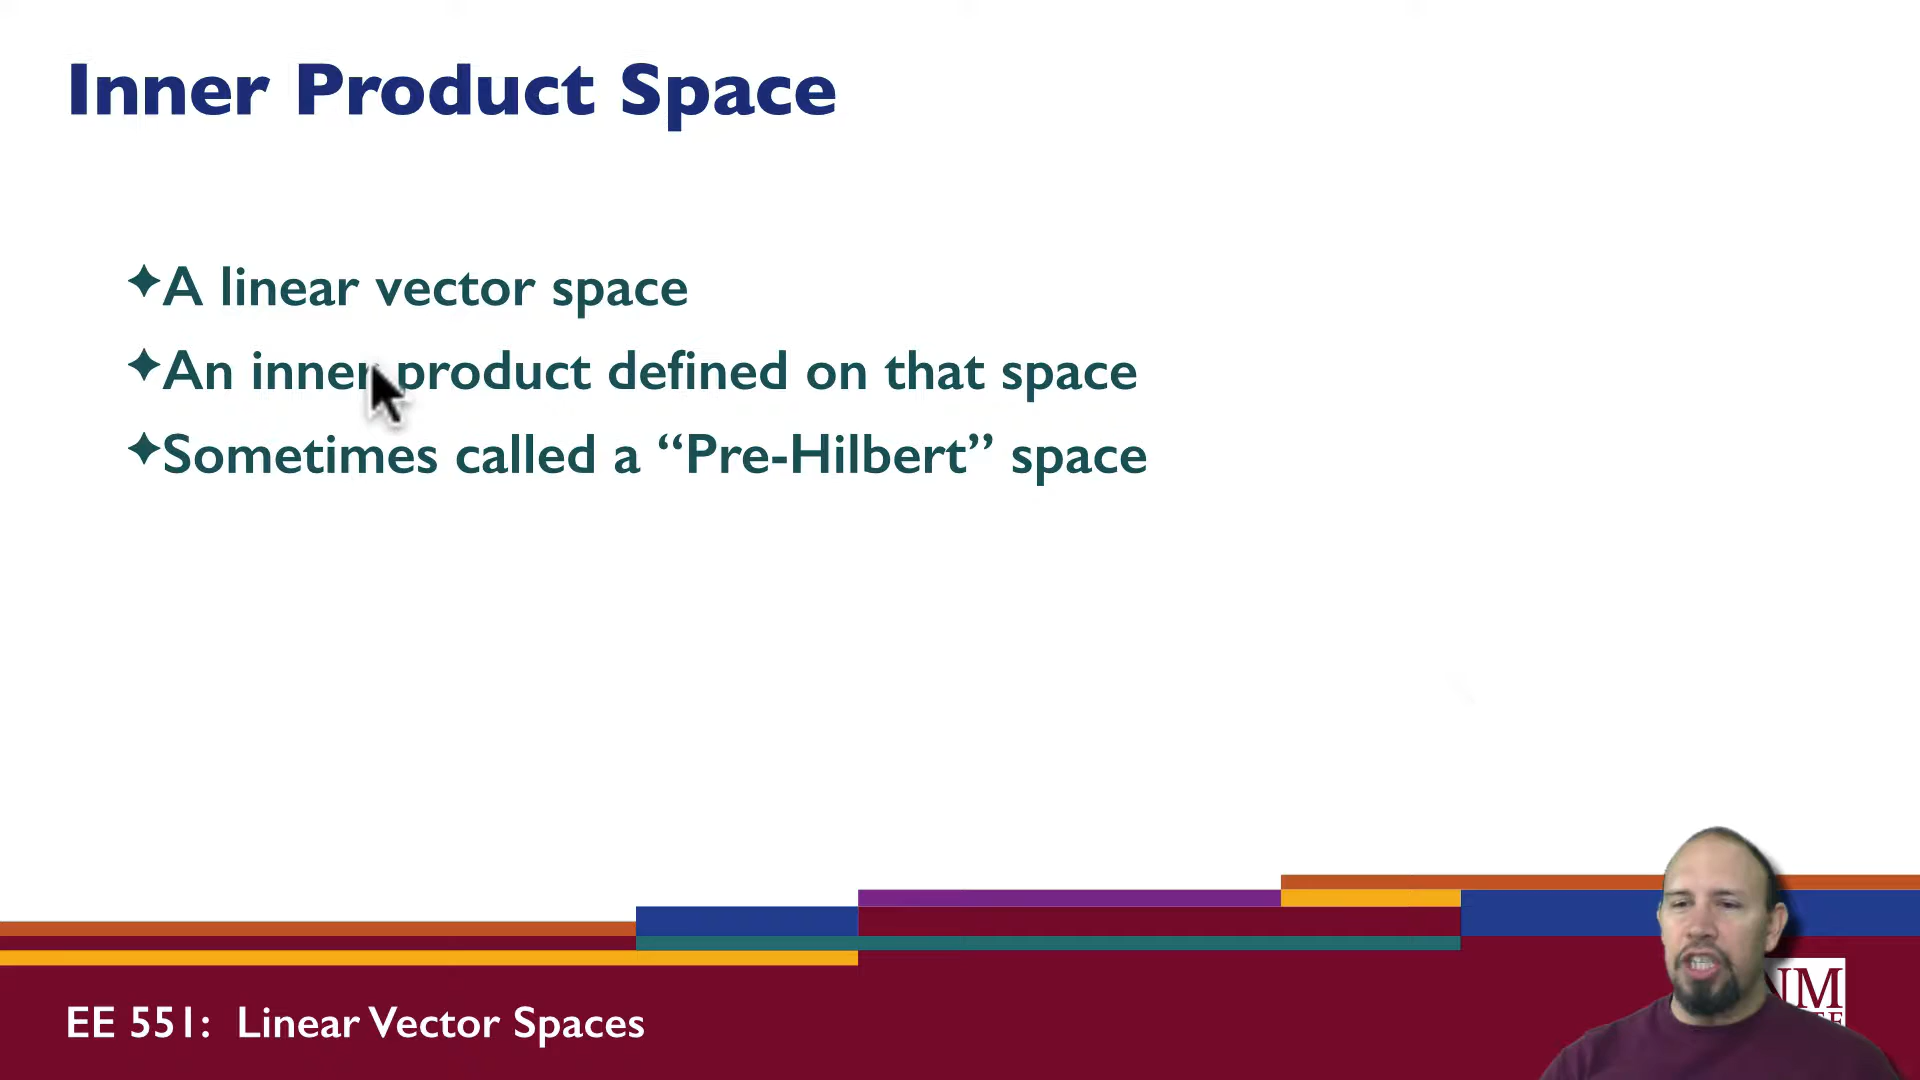 Inner Product Space
A linear vector space
An inner product defined on that space
Sometimes called a “Pre-Hilbert” space
EE 551: Linear Vector Spaces